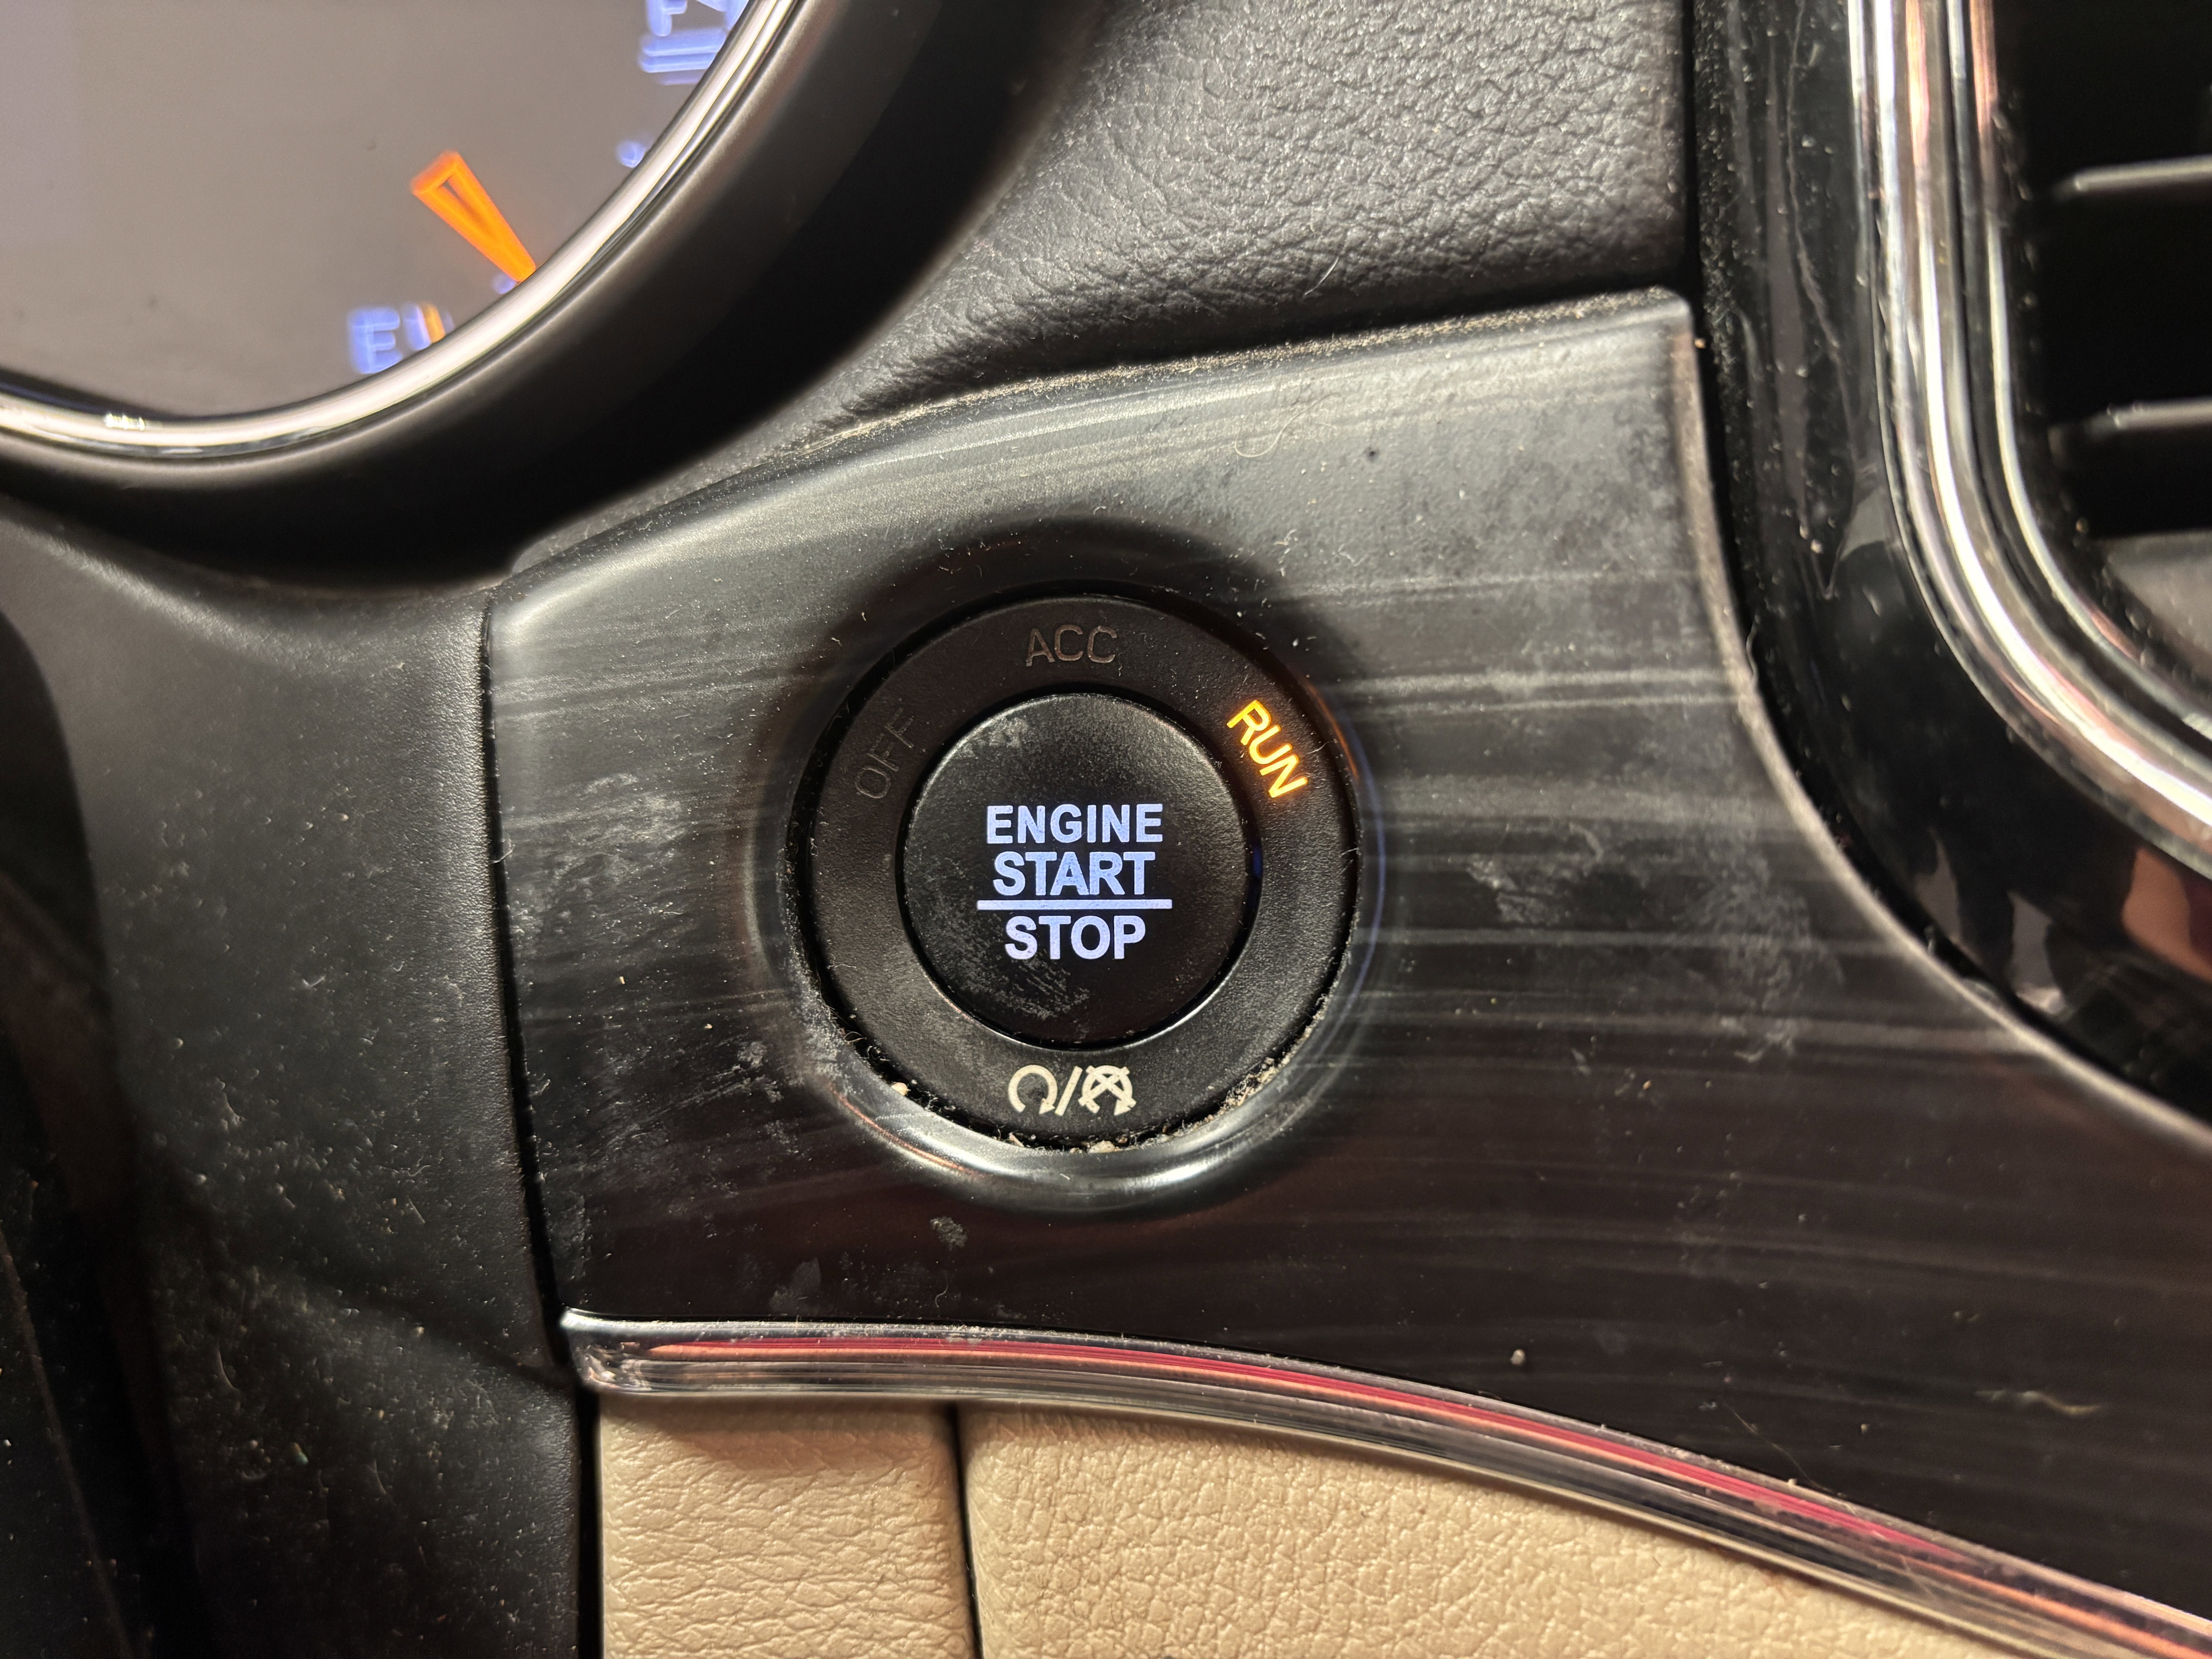 ACC
OFF
RUN
ENGINE
START
STOP
E